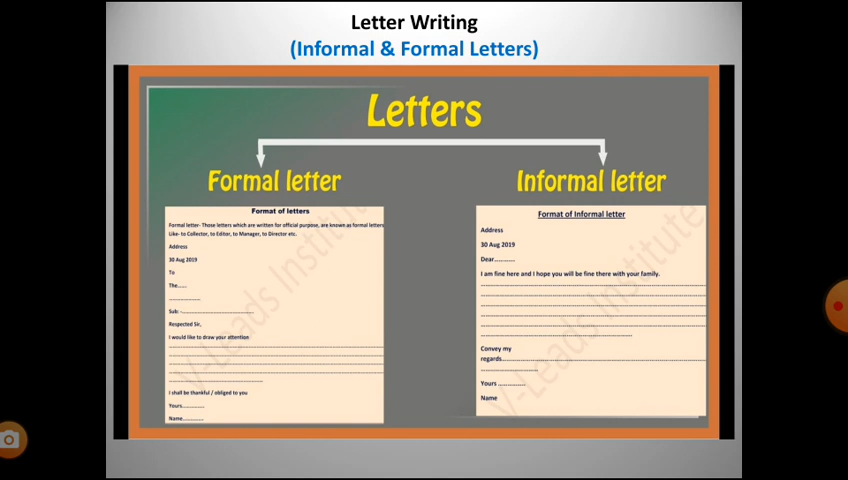 Letter Writing
(Informal & Formal Letters)
Letters
Formal letter
Format of letters
Formal letter- Those letters which are written for official purpose, are known as formal letters
Like- to Collector, to Editor, to Manager, to Director etc.
Address
30 Aug 2019
To
The......
....................
Sub: -..............................................
Respected Sir,
I would like to draw your attention
I shall be thankful / obliged to you
Yours..............
Name.............
V-Leads Institute
Informal letter
Format of Informal letter
Address
30 Aug 2019
Dear............
I am fine here and I hope you will be fine there with your family.
Convey my
regards..................................................
Yours ................
Name
V-Leads Institute